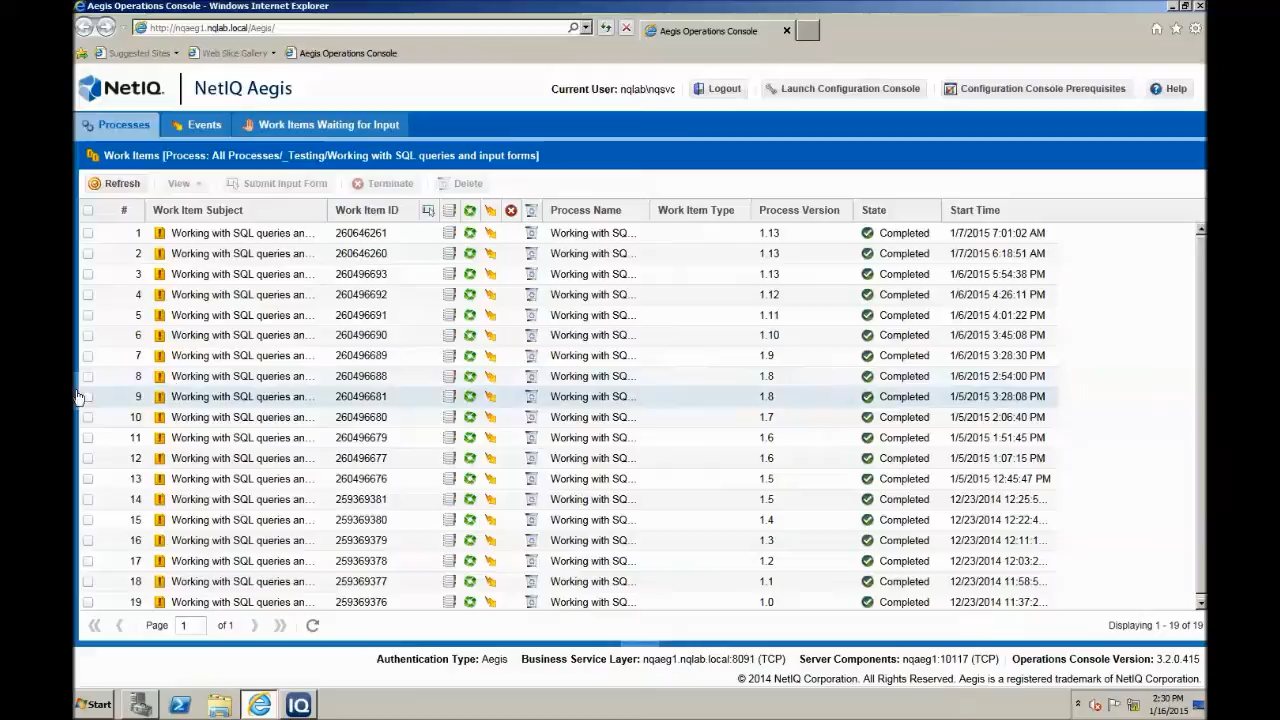 Aegis Operations Console - Windows Internet Explorer
http://nqaeg1.nqlab.local/Aegis/
Aegis Operations Console
Suggested Sites
Web Slice Gallery
Aegis Operations Console
NetIQ. NetIQ Aegis Current User: nqlab\nqsvc Logout Launch Configuration Console Configuration Console Prerequisites Help
Processes Events Work Items Waiting for Input
Work Items [Process: All Processes/_Testing/Working with SQL queries and input forms]
Refresh View Submit Input Form Terminate Delete
# Work Item Subject Work Item ID Process Name Work Item Type Process Version State Start Time
1 Working with SQL queries an... 260646261 Working with SQ... 1.13 Completed 1/7/2015 7:01:02 AM
2 Working with SQL queries an... 260646260 Working with SQ... 1.13 Completed 1/7/2015 6:18:51 AM
3 Working with SQL queries an... 260496693 Working with SQ... 1.13 Completed 1/6/2015 5:54:38 PM
4 Working with SQL queries an... 260496692 Working with SQ... 1.12 Completed 1/6/2015 4:26:11 PM
5 Working with SQL queries an... 260496691 Working with SQ... 1.11 Completed 1/6/2015 4:01:22 PM
6 Working with SQL queries an... 260496690 Working with SQ... 1.10 Completed 1/6/2015 3:45:08 PM
7 Working with SQL queries an... 260496689 Working with SQ... 1.9 Completed 1/6/2015 3:28:30 PM
8 Working with SQL queries an... 260496688 Working with SQ... 1.8 Completed 1/6/2015 2:54:00 PM
9 Working with SQL queries an... 260496681 Working with SQ... 1.8 Completed 1/5/2015 3:28:08 PM
10 Working with SQL queries an... 260496680 Working with SQ... 1.7 Completed 1/5/2015 2:06:40 PM
11 Working with SQL queries an... 260496679 Working with SQ... 1.6 Completed 1/5/2015 1:51:45 PM
12 Working with SQL queries an... 260496677 Working with SQ... 1.6 Completed 1/5/2015 1:07:15 PM
13 Working with SQL queries an... 260496676 Working with SQ... 1.5 Completed 1/5/2015 12:45:47 PM
14 Working with SQL queries an... 259369381 Working with SQ... 1.5 Completed 12/23/2014 12:25:5...
15 Working with SQL queries an... 259369380 Working with SQ... 1.4 Completed 12/23/2014 12:22:4...
16 Working with SQL queries an... 259369379 Working with SQ... 1.3 Completed 12/23/2014 12:11:1...
17 Working with SQL queries an... 259369378 Working with SQ... 1.2 Completed 12/23/2014 12:03:2...
18 Working with SQL queries an... 259369377 Working with SQ... 1.1 Completed 12/23/2014 11:58:5...
19 Working with SQL queries an... 259369376 Working with SQ... 1.0 Completed 12/23/2014 11:37:2...
Page 1 of 1 Displaying 1 - 19 of 19
Authentication Type: Aegis Business Service Layer: nqaeg1.nqlab.local:8091 (TCP) Server Components: nqaeg1:10117 (TCP) Operations Console Version: 3.2.0.415
© 2014 NetIQ Corporation. All Rights Reserved. Aegis is a registered trademark of NetIQ Corporation.
Start IQ 2:30 PM
1/16/2015